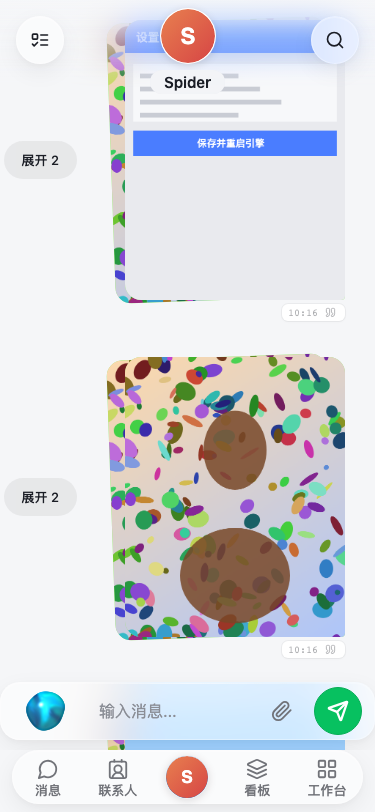 设置
S
Spider
保存并重启引擎
展开 2
10:16
展开 2
10:16
输入消息...
消息
联系人
S
看板
工作台